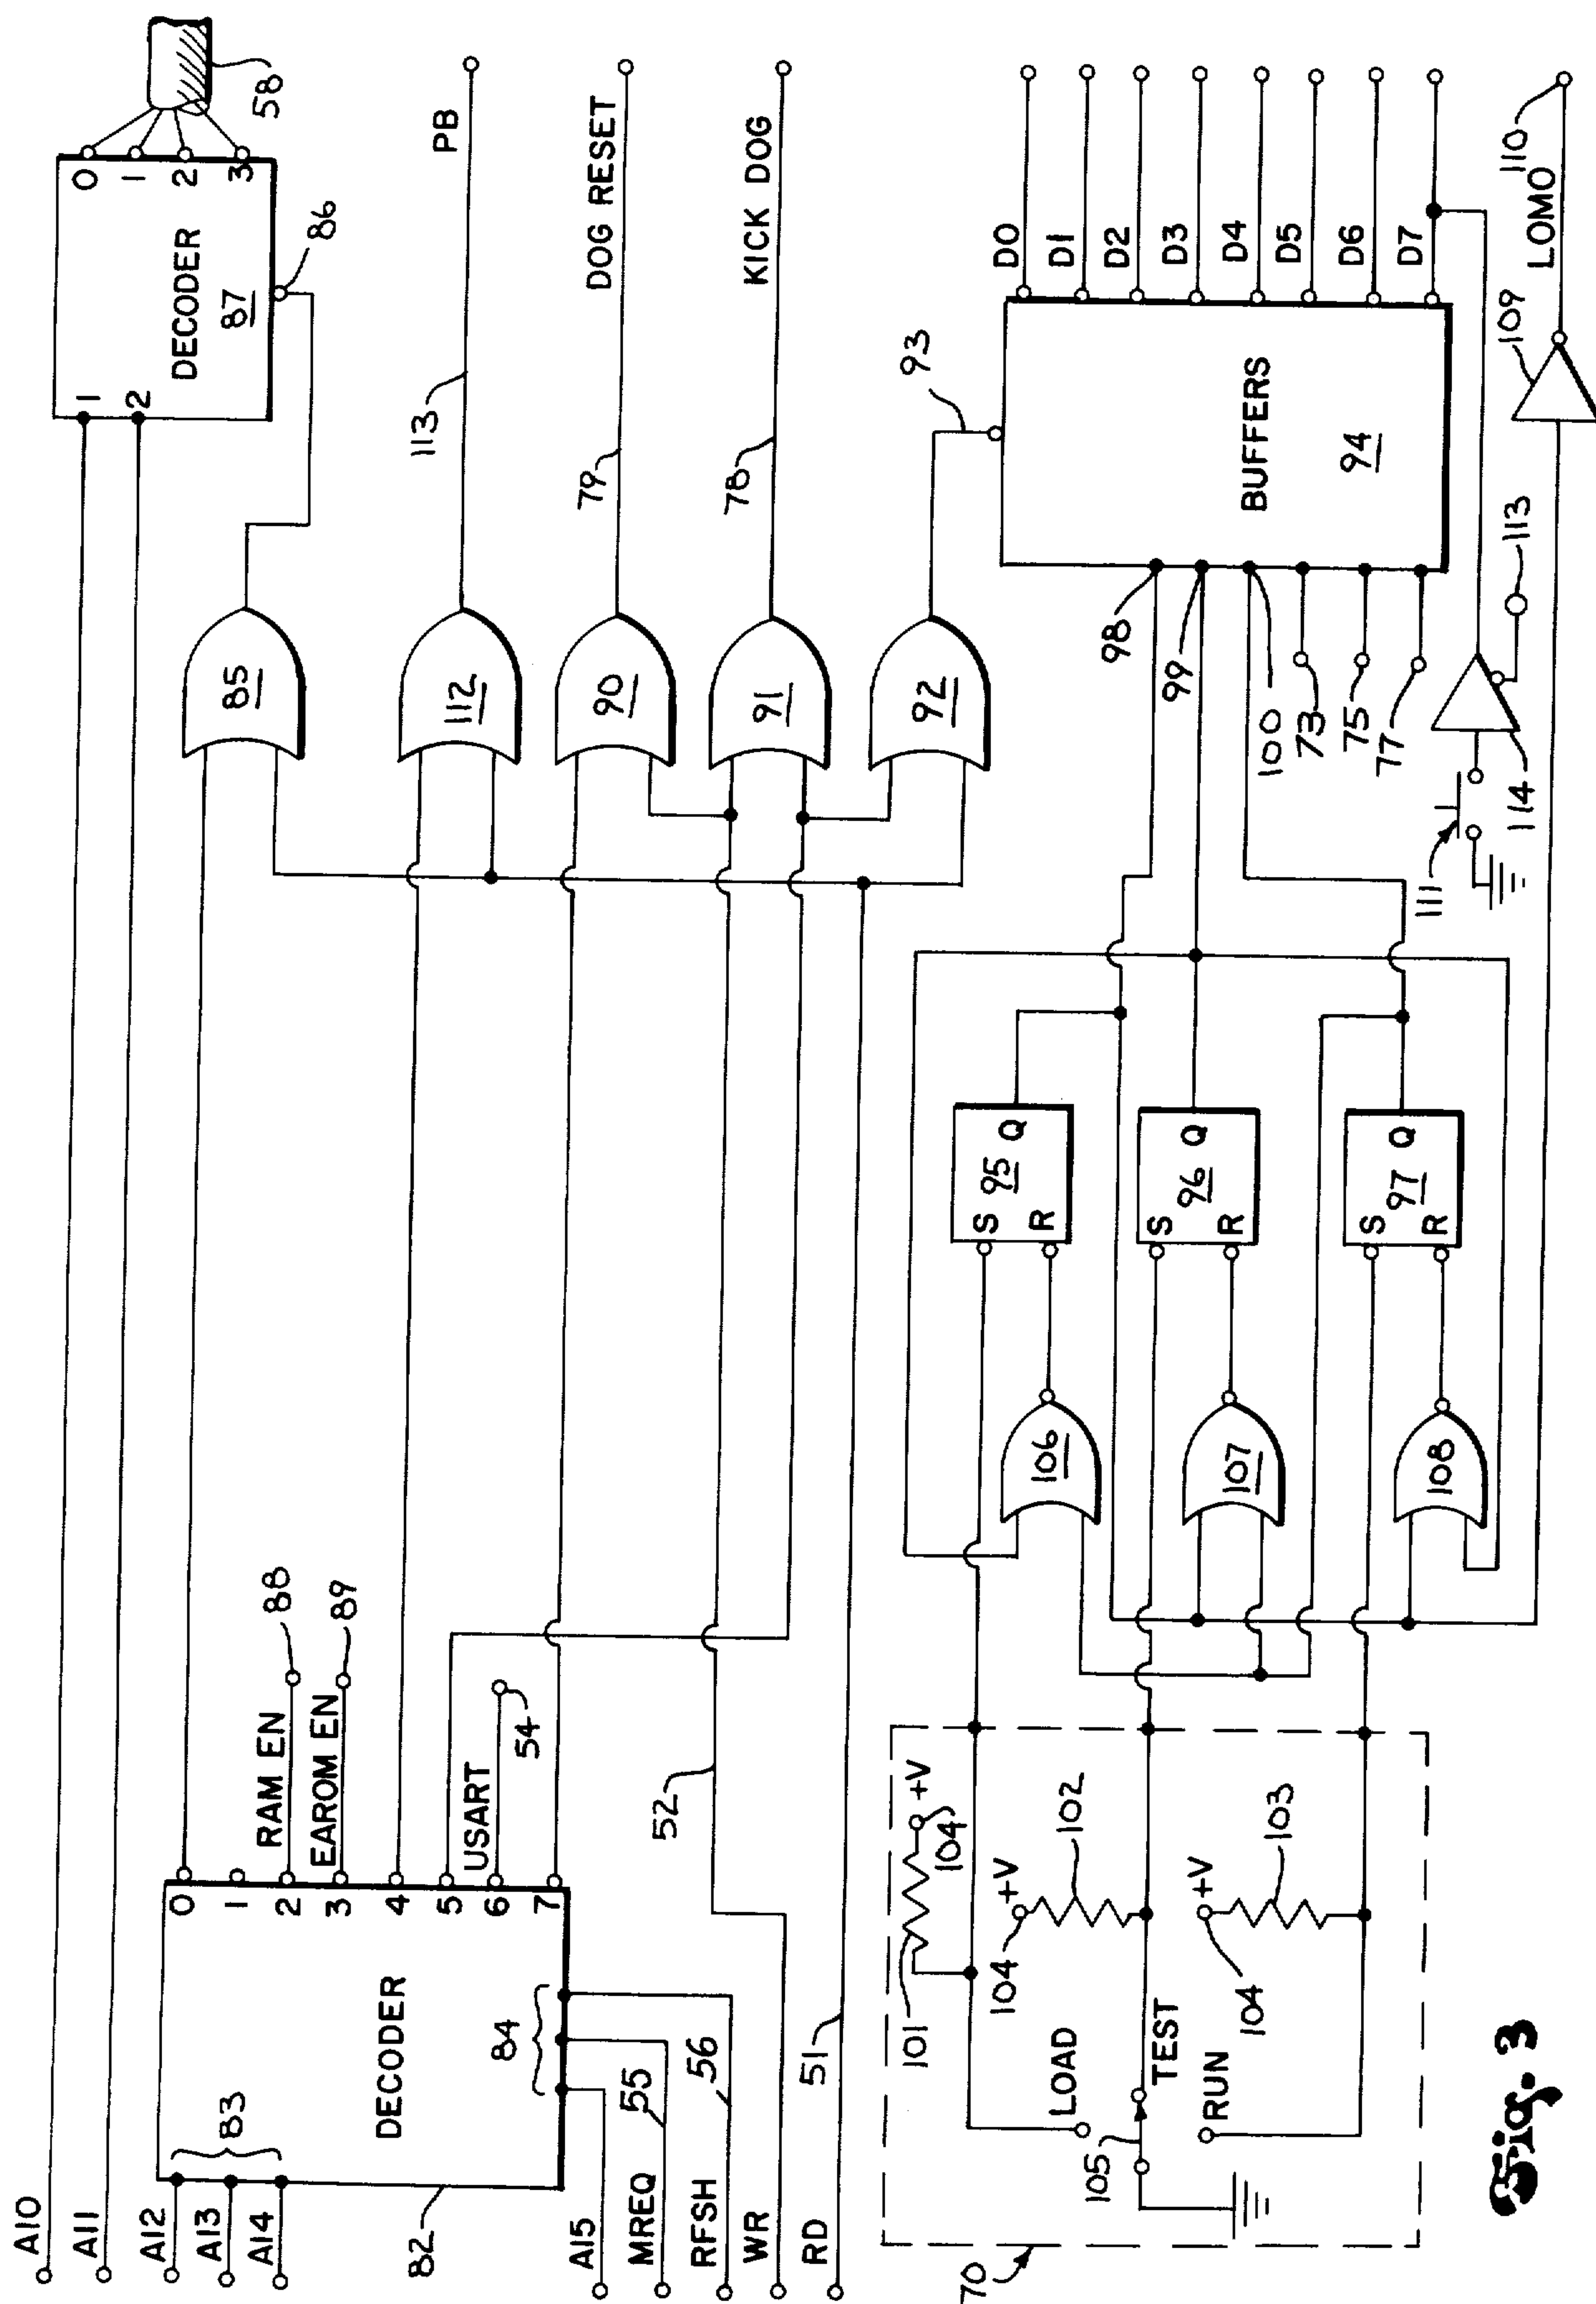 A10
A11
A12
A13
A14
83
82
DECODER
84
A15
MREQ
55
RFSH
56
WR
RD
51
52
0
1
2
3
4
5
6
7
RAM EN
88
EAROM EN
89
USART
54
85
112
90
91
92
1
2
DECODER
87
0
1
2
3
86
58
113
PB
79
DOG RESET
78
KICK DOG
93
BUFFERS
94
D0
D1
D2
D3
D4
D5
D6
D7
98
99
100
73
75
77
111
114
113
109
LOMO
110
S
R
95
Q
S
R
96
Q
S
R
97
Q
106
107
108
70
105
LOAD
TEST
RUN
101
104
+V
104
+V
102
104
+V
103
Fig. 3